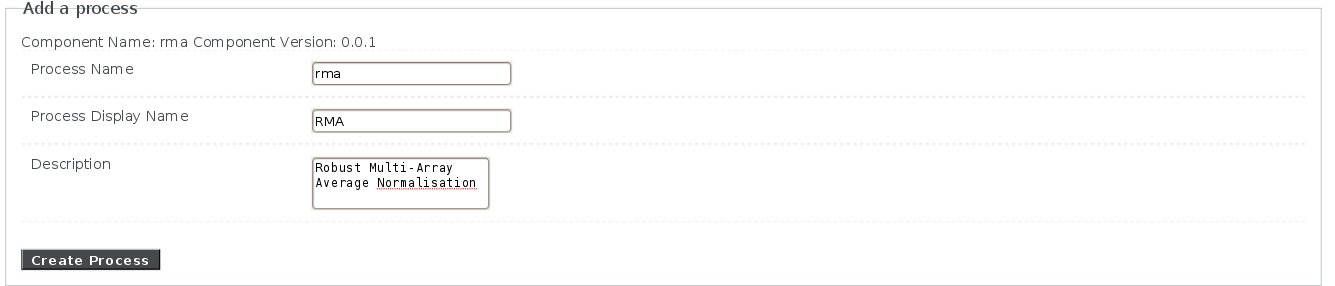 Add a process
Component Name: rma Component Version: 0.0.1
Process Name
rma
Process Display Name
RMA
Description
Robust Multi-Array
Average Normalisation
Create Process